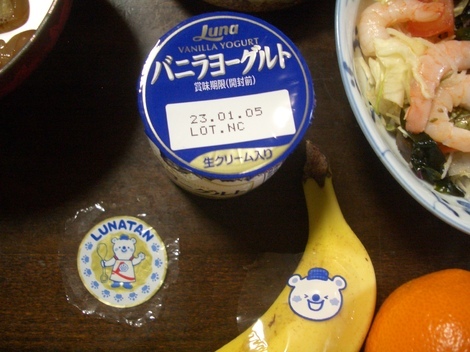 Luna
VANILLA YOGURT
バニラヨーグルト
賞味期限(開封前)
23.01.05
LOT.NC
生クリーム入り
LUNATAN